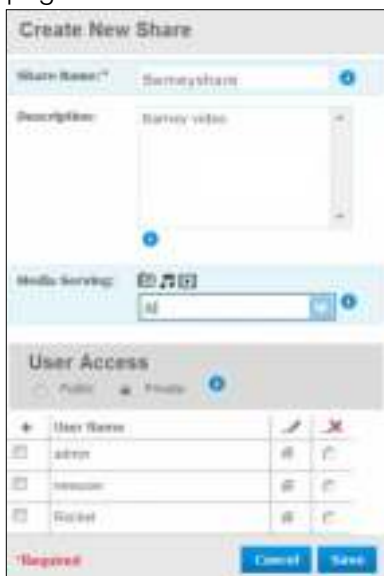 Create New Share
Share Name:*
Barneyshare
Description:
Barney video
Media Serving:
All
User Access
Public Private
User Name
admin
newuser
*Required
Cancel Save